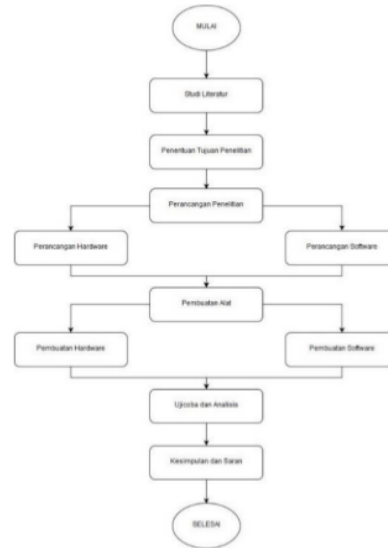 MULAI
Studi Literatur
Penentuan Tujuan Penelitian
Perancangan Penelitian
Perancangan Hardware
Perancangan Software
Pembuatan Alat
Pembuatan Hardware
Pembuatan Software
Ujicoba dan Analisis
Kesimpulan dan Saran
SELESAI